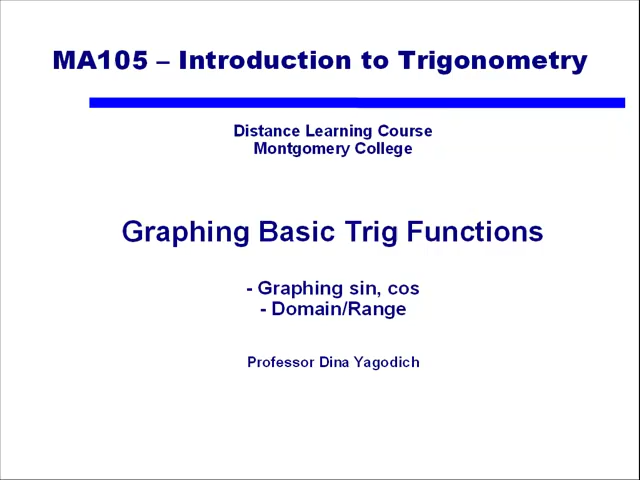 MA105 – Introduction to Trigonometry
Distance Learning Course
Montgomery College
Graphing Basic Trig Functions
- Graphing sin, cos
- Domain/Range
Professor Dina Yagodich